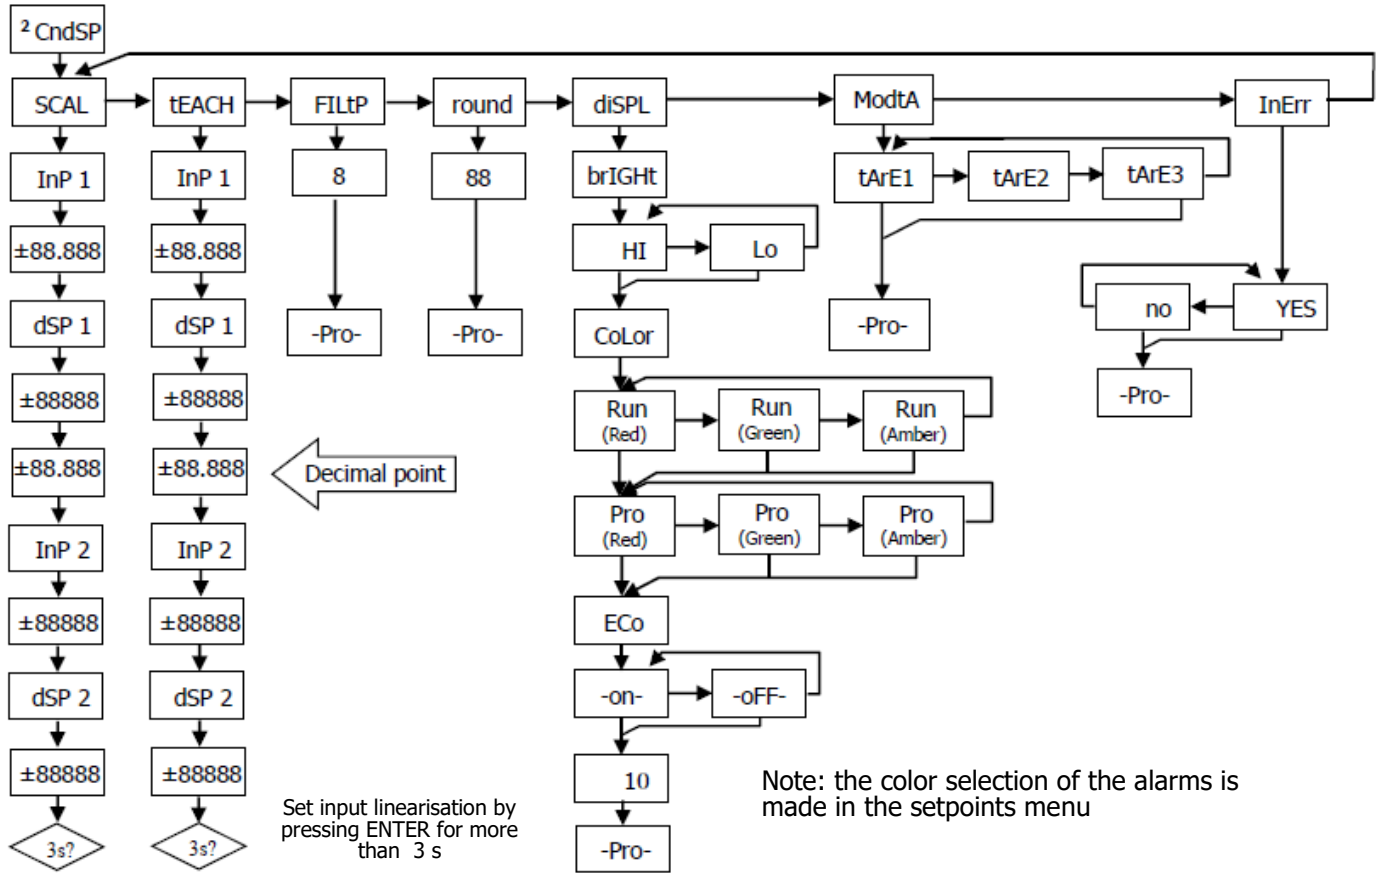 ² CndSP
SCAL tEACH FILtP round diSPL ModtA InErr
InP 1 InP 1 8 88 brIGHt tArE1 tArE2 tArE3
±88.888 ±88.888 HI Lo
dSP 1 dSP 1 -Pro- -Pro- CoLor -Pro- no YES
±88888 ±88888 Run Run Run -Pro-
(Red) (Green) (Amber)
±88.888 ±88.888 Decimal point
Pro Pro Pro
(Red) (Green) (Amber)
InP 2 InP 2
±88888 ±88888 ECo
dSP 2 dSP 2 -on- -oFF-
±88888 ±88888 10
Note: the color selection of the alarms is
made in the setpoints menu
Set input linearisation by
pressing ENTER for more
than 3 s
3s? 3s? -Pro-